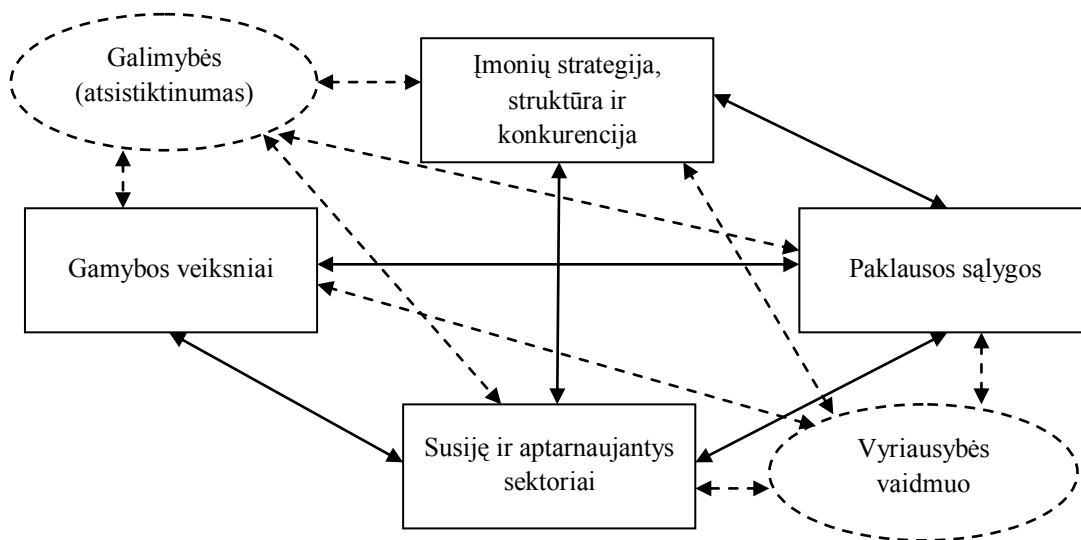 Galimybės
(atsistiktinumas)
Įmonių strategija,
struktūra ir
konkurencija
Gamybos veiksniai
Paklausos sąlygos
Susiję ir aptarnaujantys
sektoriai
Vyriausybės
vaidmuo